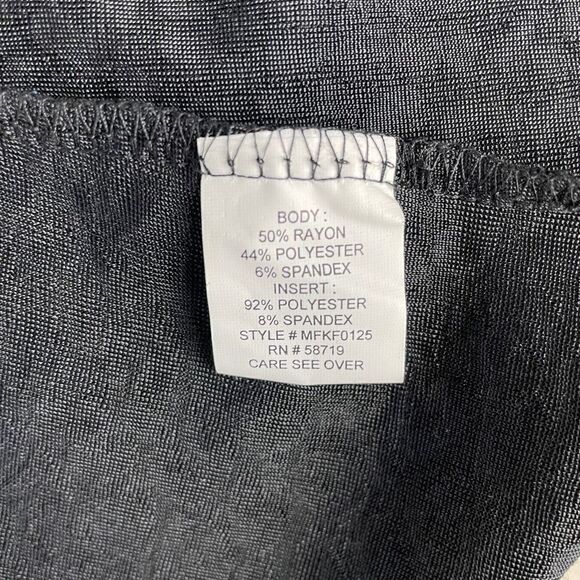 BODY :
50% RAYON
44% POLYESTER
6% SPANDEX
INSERT :
92% POLYESTER
8% SPANDEX
STYLE # MFKF0125
RN # 58719
CARE SEE OVER